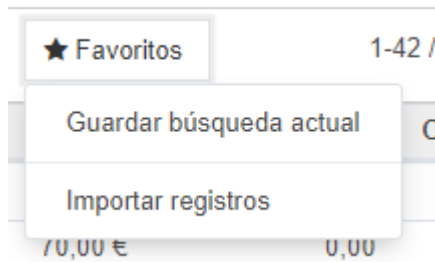 ★ Favoritos 1-42 /
Guardar búsqueda actual
Importar registros
70,00 € 0,00